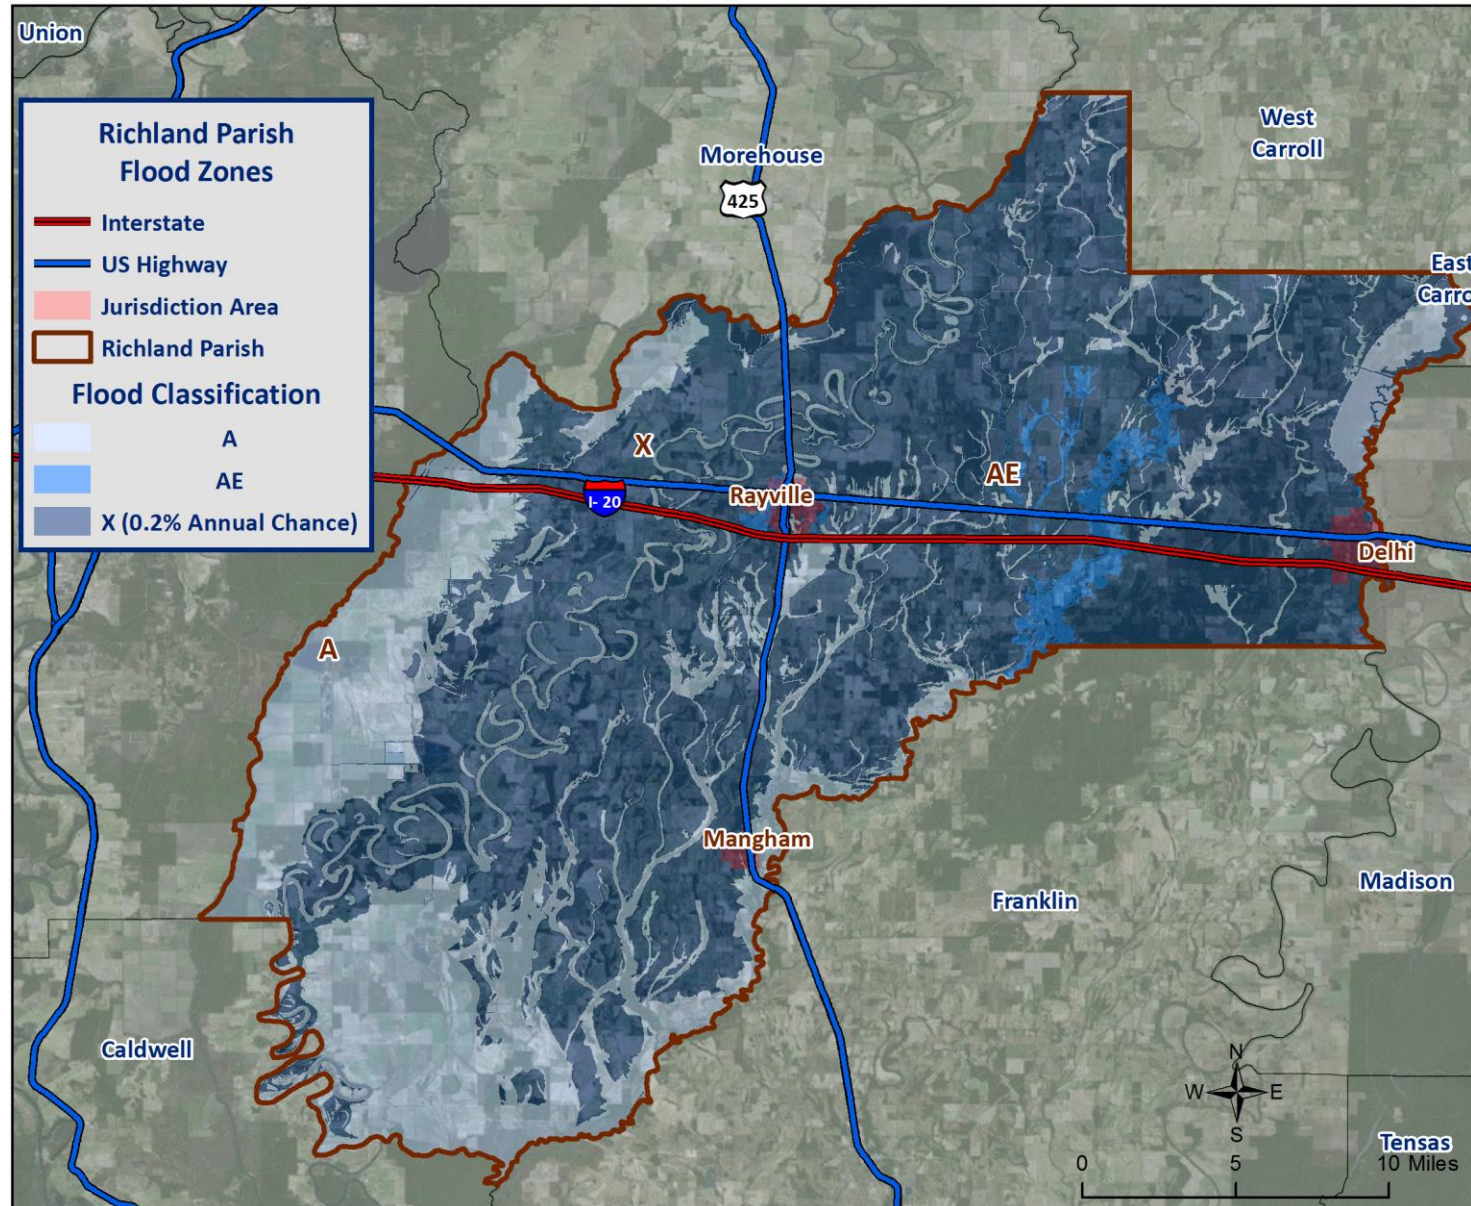 Union
Richland Parish
Flood Zones
Interstate
US Highway
Jurisdiction Area
Richland Parish
Flood Classification
A
AE
X (0.2% Annual Chance)
West
Carroll
Morehouse
425
East
Carro
X
AE
I-20
Rayville
Delhi
A
Mangham
Franklin
Madison
Caldwell
N
W E
S
Tensas
0 5 10 Miles